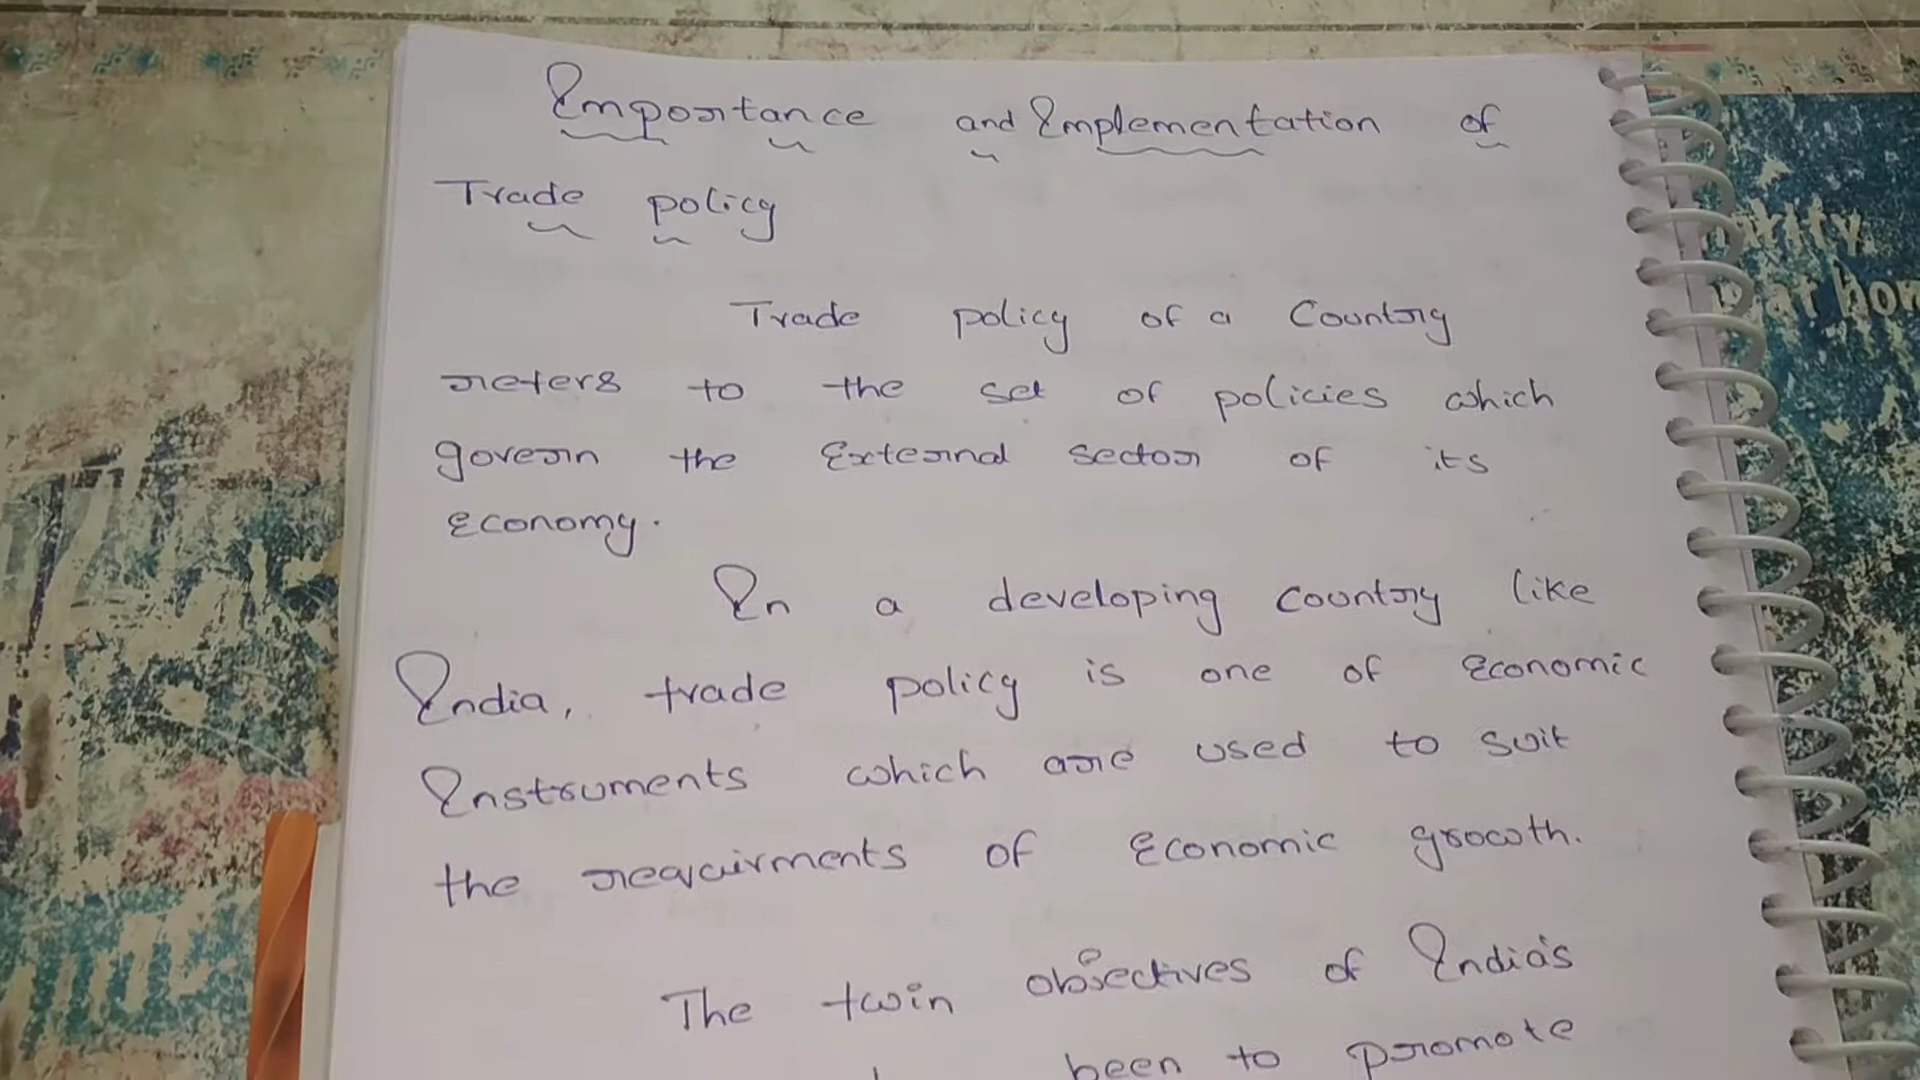 Importance and Implementation of
Trade policy
Trade policy of a Country
refers to the set of policies which
govern the External sector of its
Economy.
In a developing country like
India, trade policy is one of Economic
Instruments which are used to suit
the requirments of Economic growth.
The twin objectives of India's
been to promote